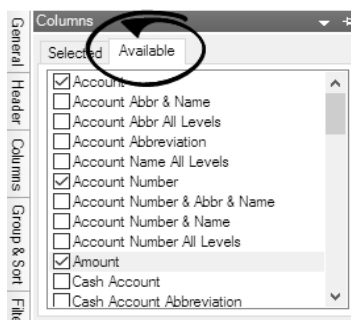 Columns
Selected
Available
General
Header
Columns
Group & Sort
Account
Account Abbr & Name
Account Abbr All Levels
Account Abbreviation
Account Name All Levels
Account Number
Account Number & Abbr & Name
Account Number & Name
Account Number All Levels
Amount
Cash Account
Cash Account Abbreviation